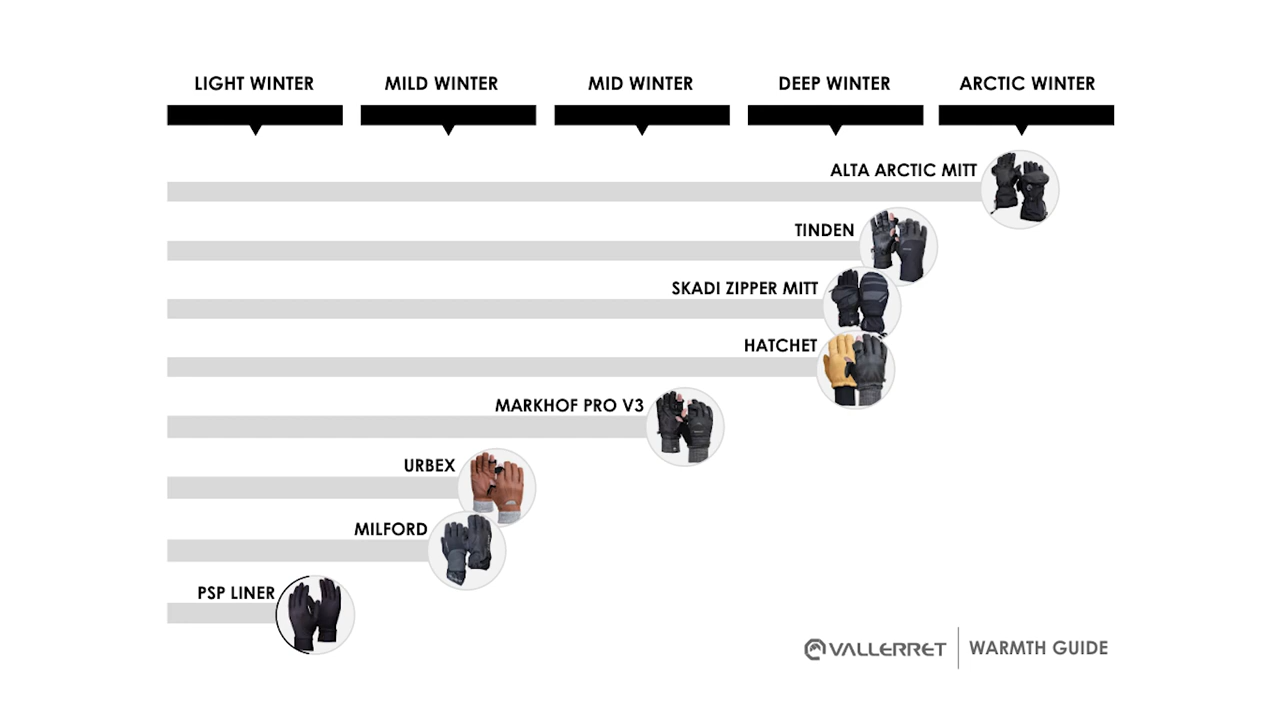 LIGHT WINTER MILD WINTER MID WINTER DEEP WINTER ARCTIC WINTER
ALTA ARCTIC MITT
TINDEN
SKADI ZIPPER MITT
HATCHET
MARKHOF PRO V3
URBEX
MILFORD
PSP LINER
VALLERRET WARMTH GUIDE